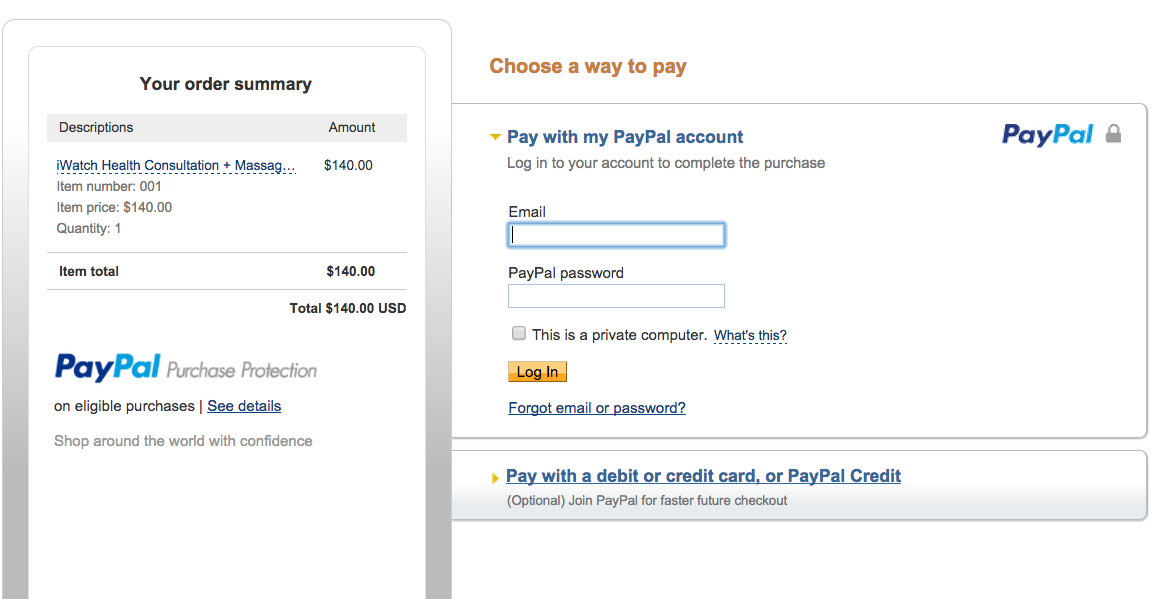 Your order summary
Descriptions Amount
iWatch Health Consultation + Massag... $140.00
Item number: 001
Item price: $140.00
Quantity: 1
Item total $140.00
Total $140.00 USD
PayPal Purchase Protection
on eligible purchases | See details
Shop around the world with confidence
Choose a way to pay
Pay with my PayPal account
PayPal
Log in to your account to complete the purchase
Email
PayPal password
This is a private computer. What's this?
Log In
Forgot email or password?
Pay with a debit or credit card, or PayPal Credit
(Optional) Join PayPal for faster future checkout